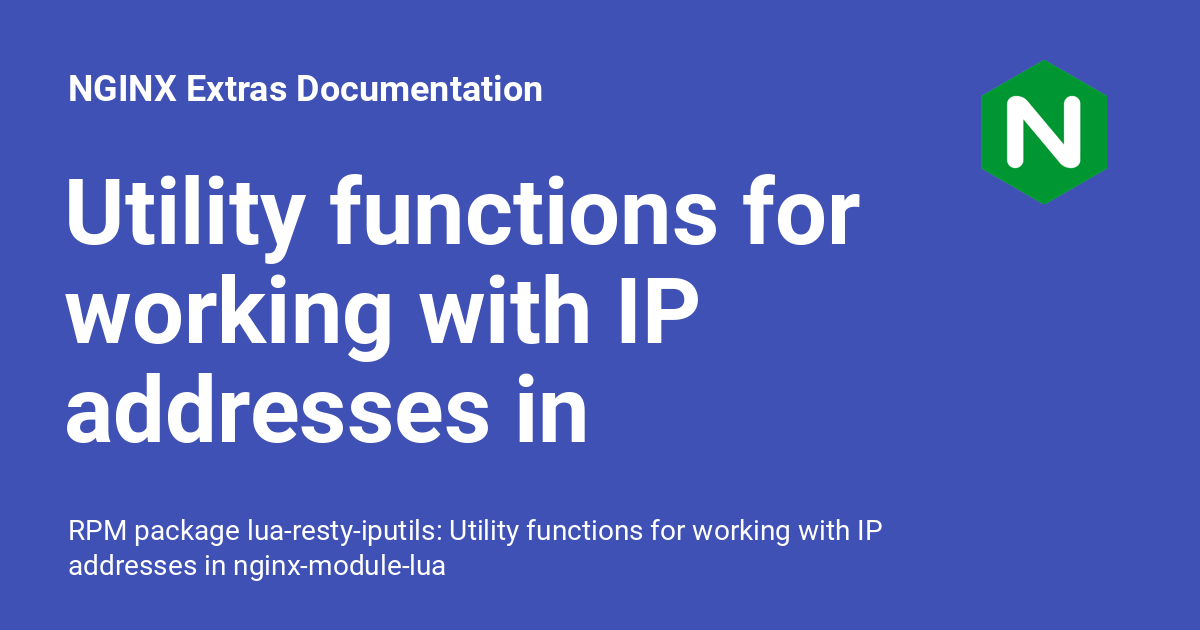 NGINX Extras Documentation
N
Utility functions for
working with IP
addresses in
RPM package lua-resty-iputils: Utility functions for working with IP
addresses in nginx-module-lua